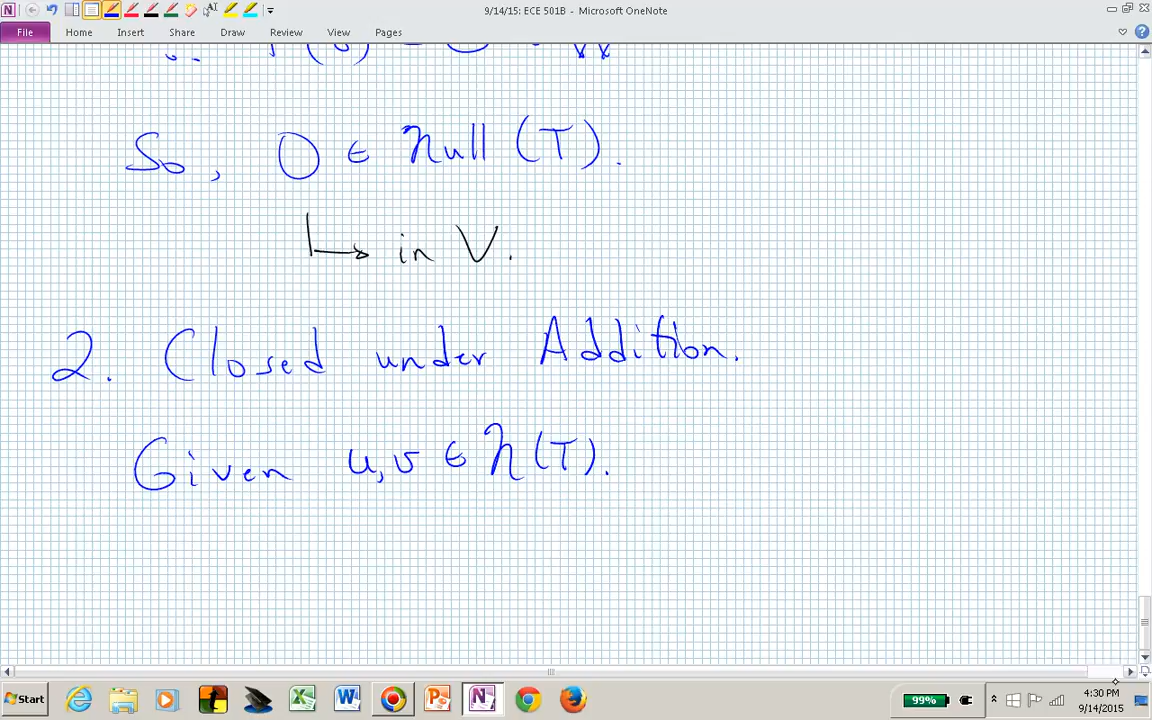 9/14/15: ECE 501B - Microsoft OneNote
File Home Insert Share Draw Review Pages View
So, 0 ∈ Null (T).
↳ in V.
2. Closed under Addition.
Given u, v ∈ N(T).
Start
99%
4:30 PM
9/14/2015